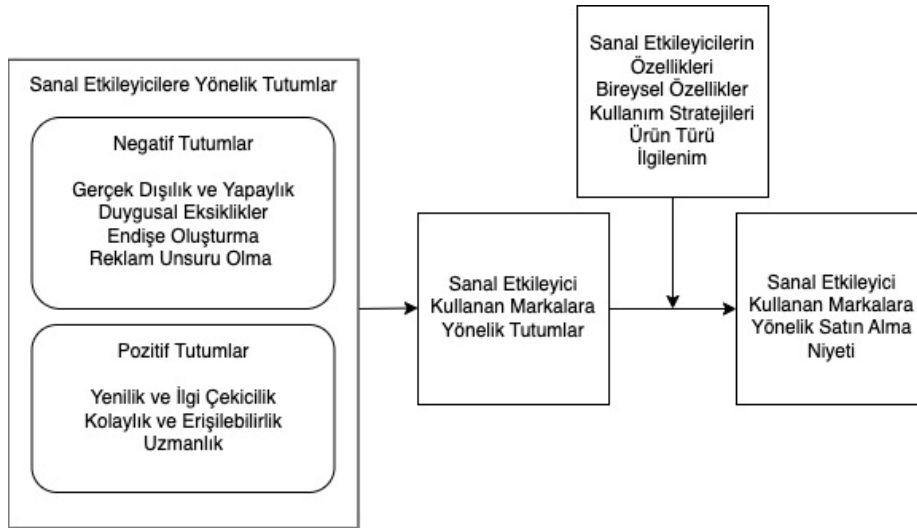 Sanal Etkileyicilere Yönelik Tutumlar
Negatif Tutumlar
Gerçek Dışılık ve Yapaylık
Duygusal Eksiklikler
Endişe Oluşturma
Reklam Unsuru Olma
Pozitif Tutumlar
Yenilik ve İlgi Çekicilik
Kolaylık ve Erişilebilirlik
Uzmanlık
Sanal Etkileyici
Kullanan Markalara
Yönelik Tutumlar
Sanal Etkileyicilerin
Özellikleri
Bireysel Özellikler
Kullanım Stratejileri
Ürün Türü
İlgilenim
Sanal Etkileyici
Kullanan Markalara
Yönelik Satın Alma
Niyeti